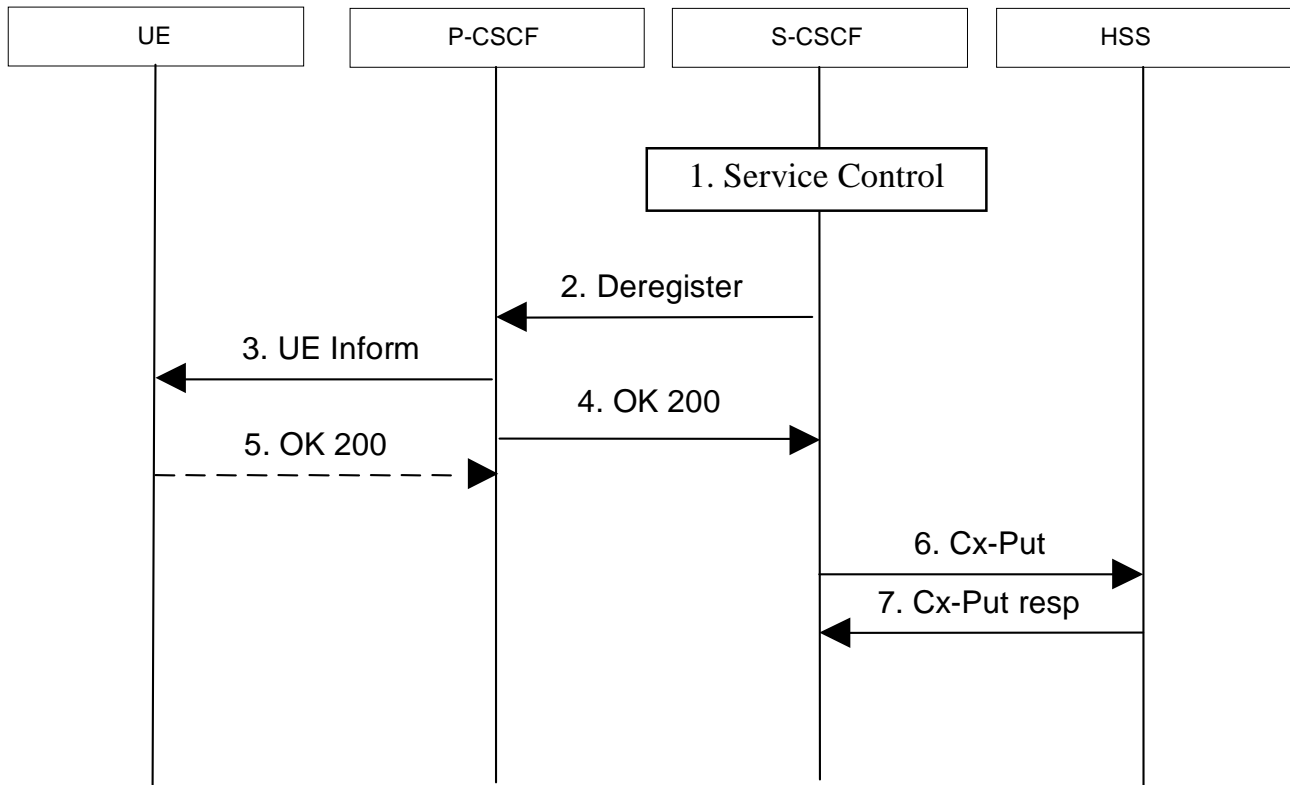 UE
P-CSCF
S-CSCF
HSS
1. Service Control
2. Deregister
3. UE Inform
4. OK 200
5. OK 200
6. Cx-Put
7. Cx-Put resp